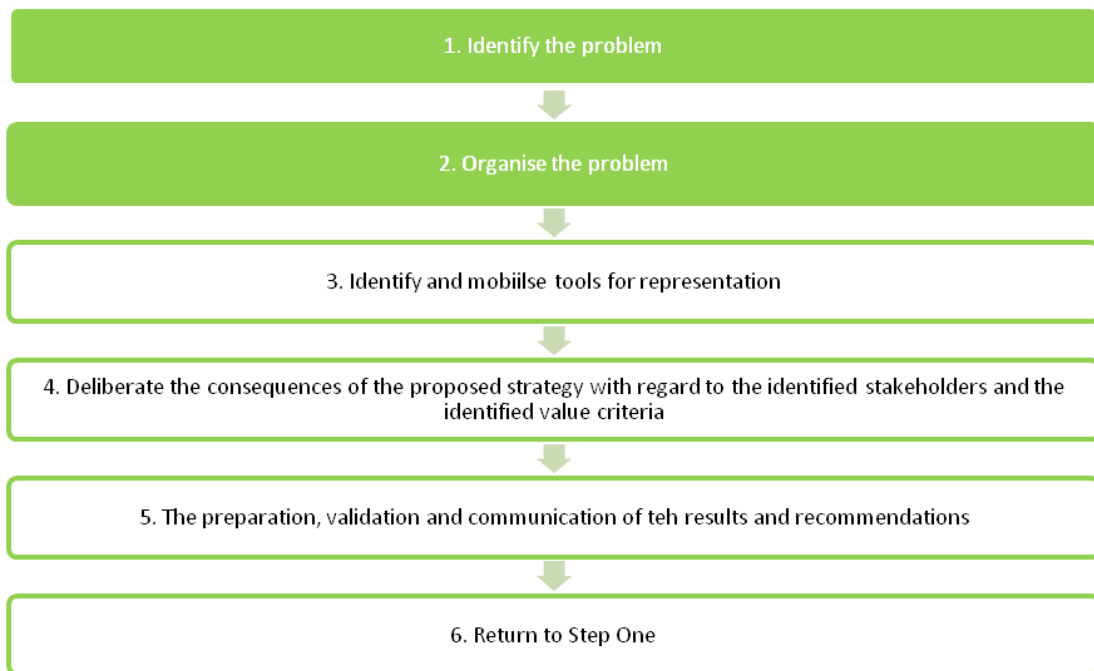 1. Identify the problem
2. Organise the problem
3. Identify and mobiilse tools for representation
4. Deliberate the consequences of the proposed strategy with regard to the identified stakeholders and the
identified value criteria
5. The preparation, validation and communication of teh results and recommendations
6. Return to Step One